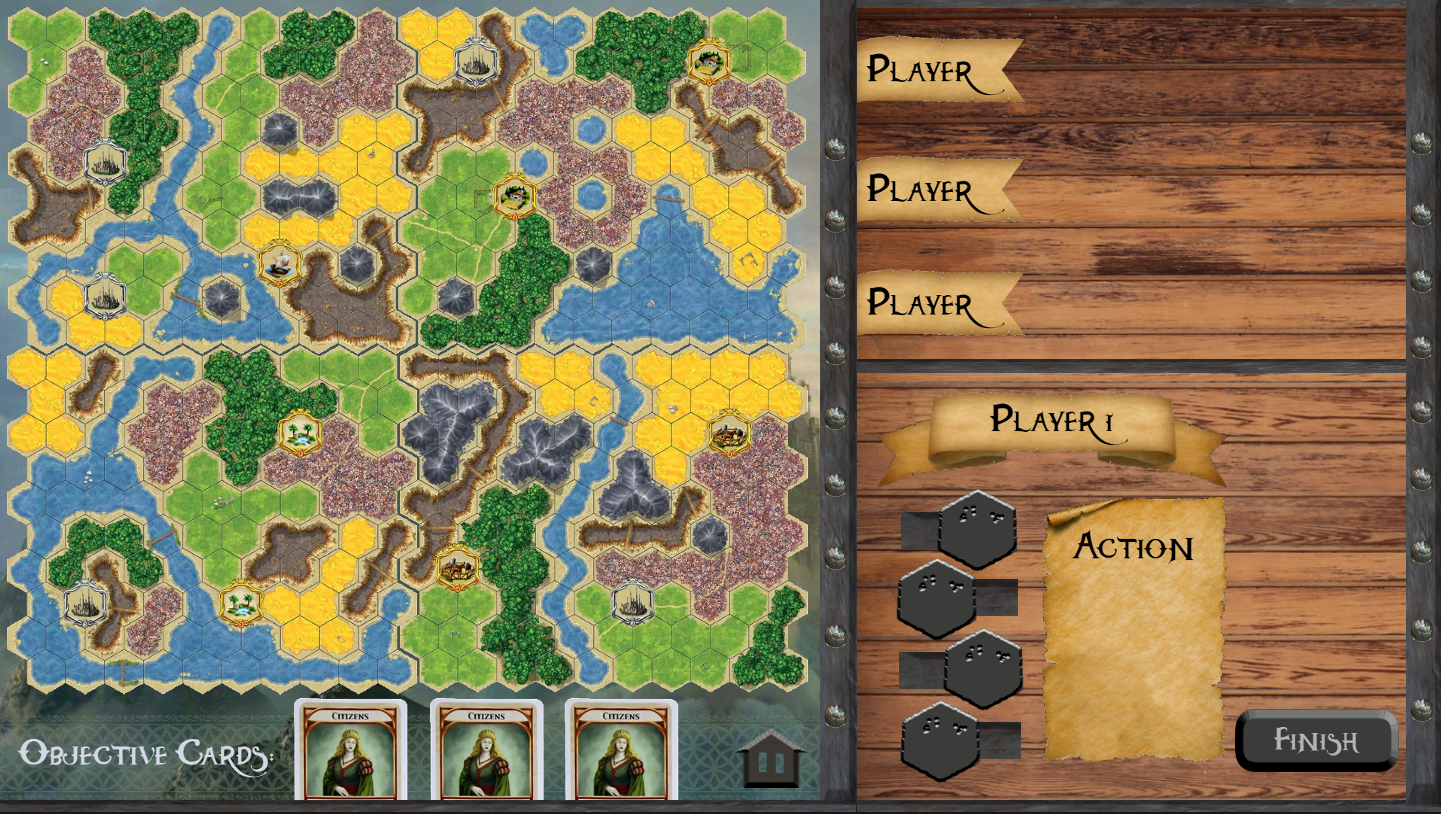 Player
Player
Player
Player 1
Action
Objective Cards:
Citizens
Citizens
Citizens
Finish